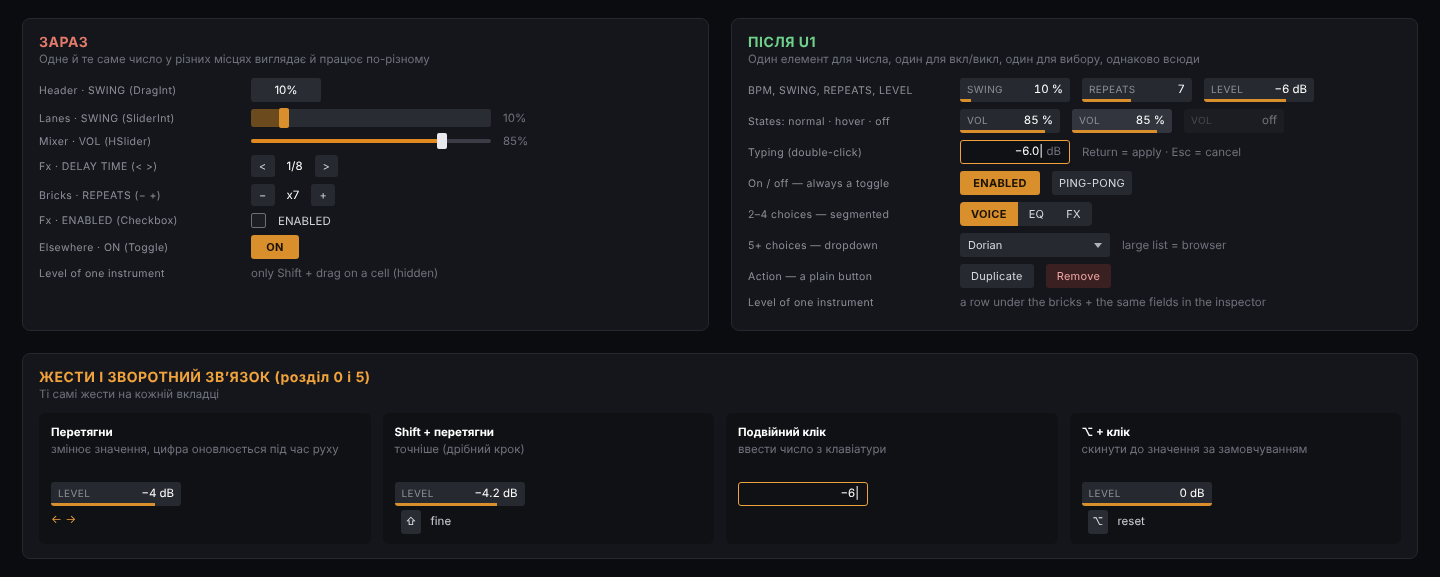 ЗАРАЗ
Одне й те саме число у різних місцях виглядає й працює по-різному
Header · SWING (DragInt) 10%
Lanes · SWING (SliderInt) 10%
Mixer · VOL (HSlider) 85%
Fx · DELAY TIME (< >) < 1/8 >
Bricks · REPEATS (− +) − x7 +
Fx · ENABLED (Checkbox) ENABLED
Elsewhere · ON (Toggle) ON
Level of one instrument only Shift + drag on a cell (hidden)
ПІСЛЯ U1
Один елемент для числа, один для вкл/викл, один для вибору, однаково всюди
BPM, SWING, REPEATS, LEVEL SWING 10 % REPEATS 7 LEVEL −6 dB
States: normal · hover · off VOL 85 % VOL 85 % VOL off
Typing (double-click) −6.0 dB Return = apply · Esc = cancel
On / off — always a toggle ENABLED PING-PONG
2–4 choices — segmented VOICE EQ FX
5+ choices — dropdown Dorian large list = browser
Action — a plain button Duplicate Remove
Level of one instrument a row under the bricks + the same fields in the inspector
ЖЕСТИ І ЗВОРОТНИЙ ЗВ’ЯЗОК (розділ 0 і 5)
Ті самі жести на кожній вкладці
Перетягни
змінює значення, цифра оновлюється під час руху
LEVEL −4 dB
← →
Shift + перетягни
точніше (дрібний крок)
LEVEL −4.2 dB
⇧ fine
Подвійний клік
ввести число з клавіатури
−6
⌥ + клік
скинути до значення за замовчуванням
LEVEL 0 dB
⌥ reset